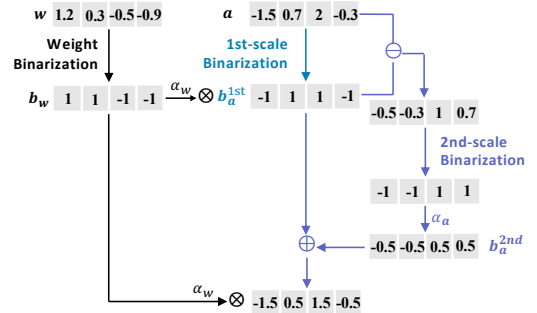 w 1.2 0.3 -0.5 -0.9
a -1.5 0.7 2 -0.3
Weight
Binarization
1st-scale
Binarization
b_w 1 1 -1 -1
α_w ⊗
b_a^{1st} -1 1 1 -1
⊖
-0.5 -0.3 1 0.7
2nd-scale
Binarization
-1 -1 1 1
α_a
⊕
-0.5 -0.5 0.5 0.5 b_a^{2nd}
α_w ⊗
-1.5 0.5 1.5 -0.5